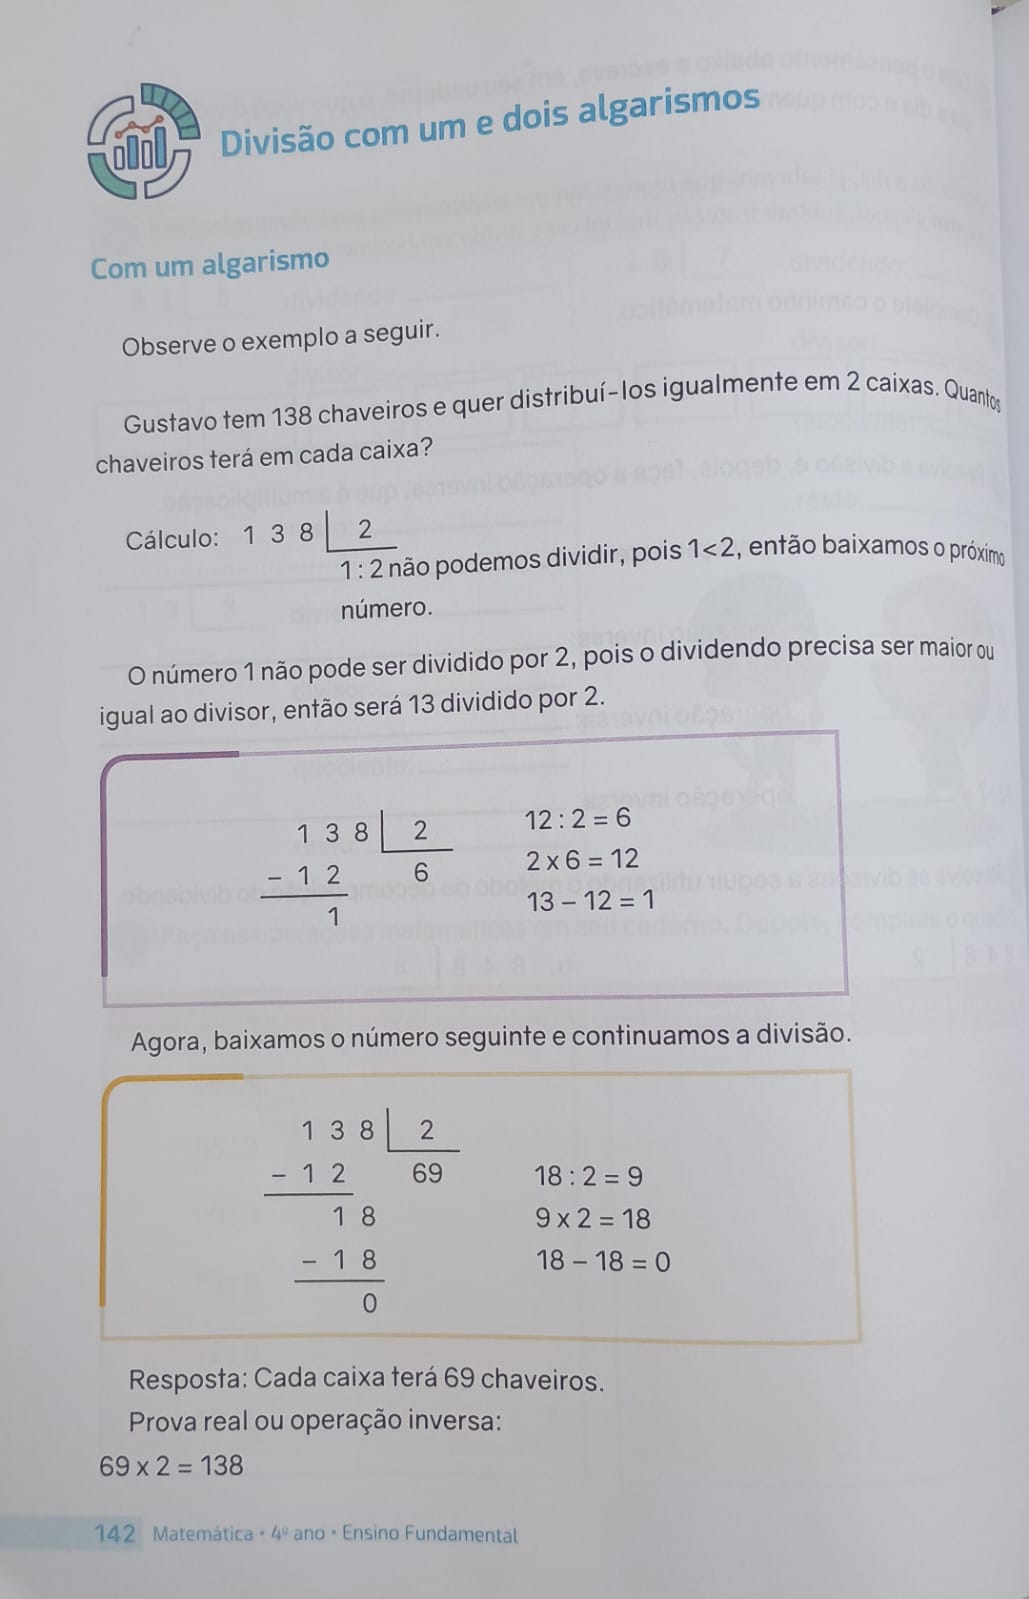 Divisão com um e dois algarismos
Com um algarismo
Observe o exemplo a seguir.
Gustavo tem 138 chaveiros e quer distribuí-los igualmente em 2 caixas. Quantos
chaveiros terá em cada caixa?
Cálculo: 1 3 8 2
1 : 2 não podemos dividir, pois 1<2, então baixamos o próximo
número.
O número 1 não pode ser dividido por 2, pois o dividendo precisa ser maior ou
igual ao divisor, então será 13 dividido por 2.
1 3 8 2
– 1 2 6
1
12 : 2 = 6
2 x 6 = 12
13 – 12 = 1
Agora, baixamos o número seguinte e continuamos a divisão.
1 3 8 2
– 1 2 69
1 8
– 1 8
0
18 : 2 = 9
9 x 2 = 18
18 – 18 = 0
Resposta: Cada caixa terá 69 chaveiros.
Prova real ou operação inversa:
69 x 2 = 138
142 Matemática • 4º ano • Ensino Fundamental